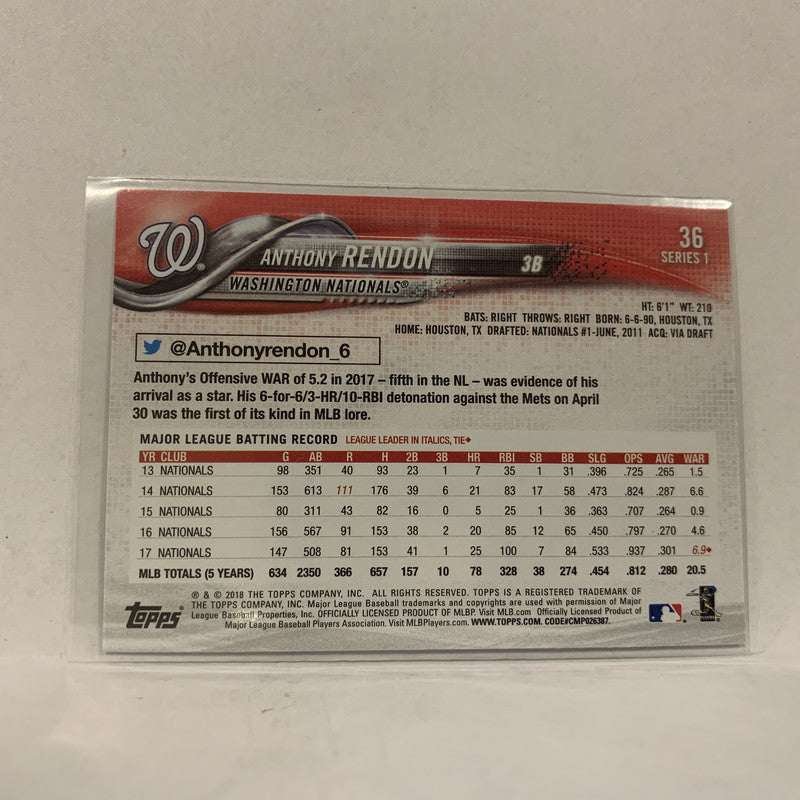 W®
ANTHONY RENDON 3B
WASHINGTON NATIONALS®
36
SERIES 1
HT: 6'1" WT: 210
BATS: RIGHT THROWS: RIGHT BORN: 6-6-90, HOUSTON, TX
HOME: HOUSTON, TX DRAFTED: NATIONALS #1-JUNE, 2011 ACQ: VIA DRAFT
@Anthonyrendon_6
Anthony's Offensive WAR of 5.2 in 2017 – fifth in the NL – was evidence of his
arrival as a star. His 6-for-6/3-HR/10-RBI detonation against the Mets on April
30 was the first of its kind in MLB lore.
MAJOR LEAGUE BATTING RECORD LEAGUE LEADER IN ITALICS, TIE◆
YR CLUB G AB R H 2B 3B HR RBI SB BB SLG OPS AVG WAR
13 NATIONALS 98 351 40 93 23 1 7 35 1 31 .396 .725 .265 1.5
14 NATIONALS 153 613 111 176 39 6 21 83 17 58 .473 .824 .287 6.6
15 NATIONALS 80 311 43 82 16 0 5 25 1 36 .363 .707 .264 0.9
16 NATIONALS 156 567 91 153 38 2 20 85 12 65 .450 .797 .270 4.6
17 NATIONALS 147 508 81 153 41 1 25 100 7 84 .533 .937 .301 6.9◆
MLB TOTALS (5 YEARS) 634 2350 366 657 157 10 78 328 38 274 .454 .812 .280 20.5
® & © 2018 THE TOPPS COMPANY, INC. ALL RIGHTS RESERVED. TOPPS IS A REGISTERED TRADEMARK OF
THE TOPPS COMPANY, INC. Major League Baseball trademarks and copyrights are used with permission of Major
League Baseball Properties, Inc. OFFICIALLY LICENSED PRODUCT OF MLBP. Visit MLB.com. OFFICIALLY LICENSED Product of
Major League Baseball Players Association. Visit MLBPlayers.com. WWW.TOPPS.COM. CODE#CMP026387.
TOPPS